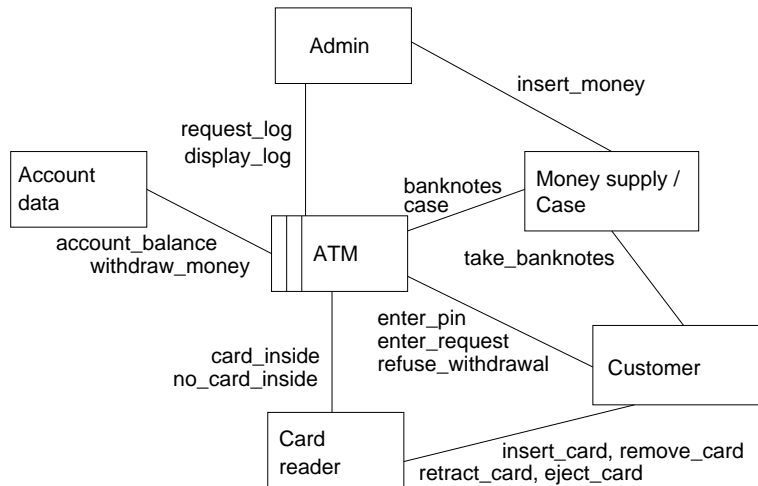 Admin
insert_money
request_log
display_log
Account
data
banknotes
case
Money supply /
Case
account_balance
withdraw_money
ATM
take_banknotes
enter_pin
enter_request
refuse_withdrawal
card_inside
no_card_inside
Customer
Card
reader
insert_card, remove_card
retract_card, eject_card